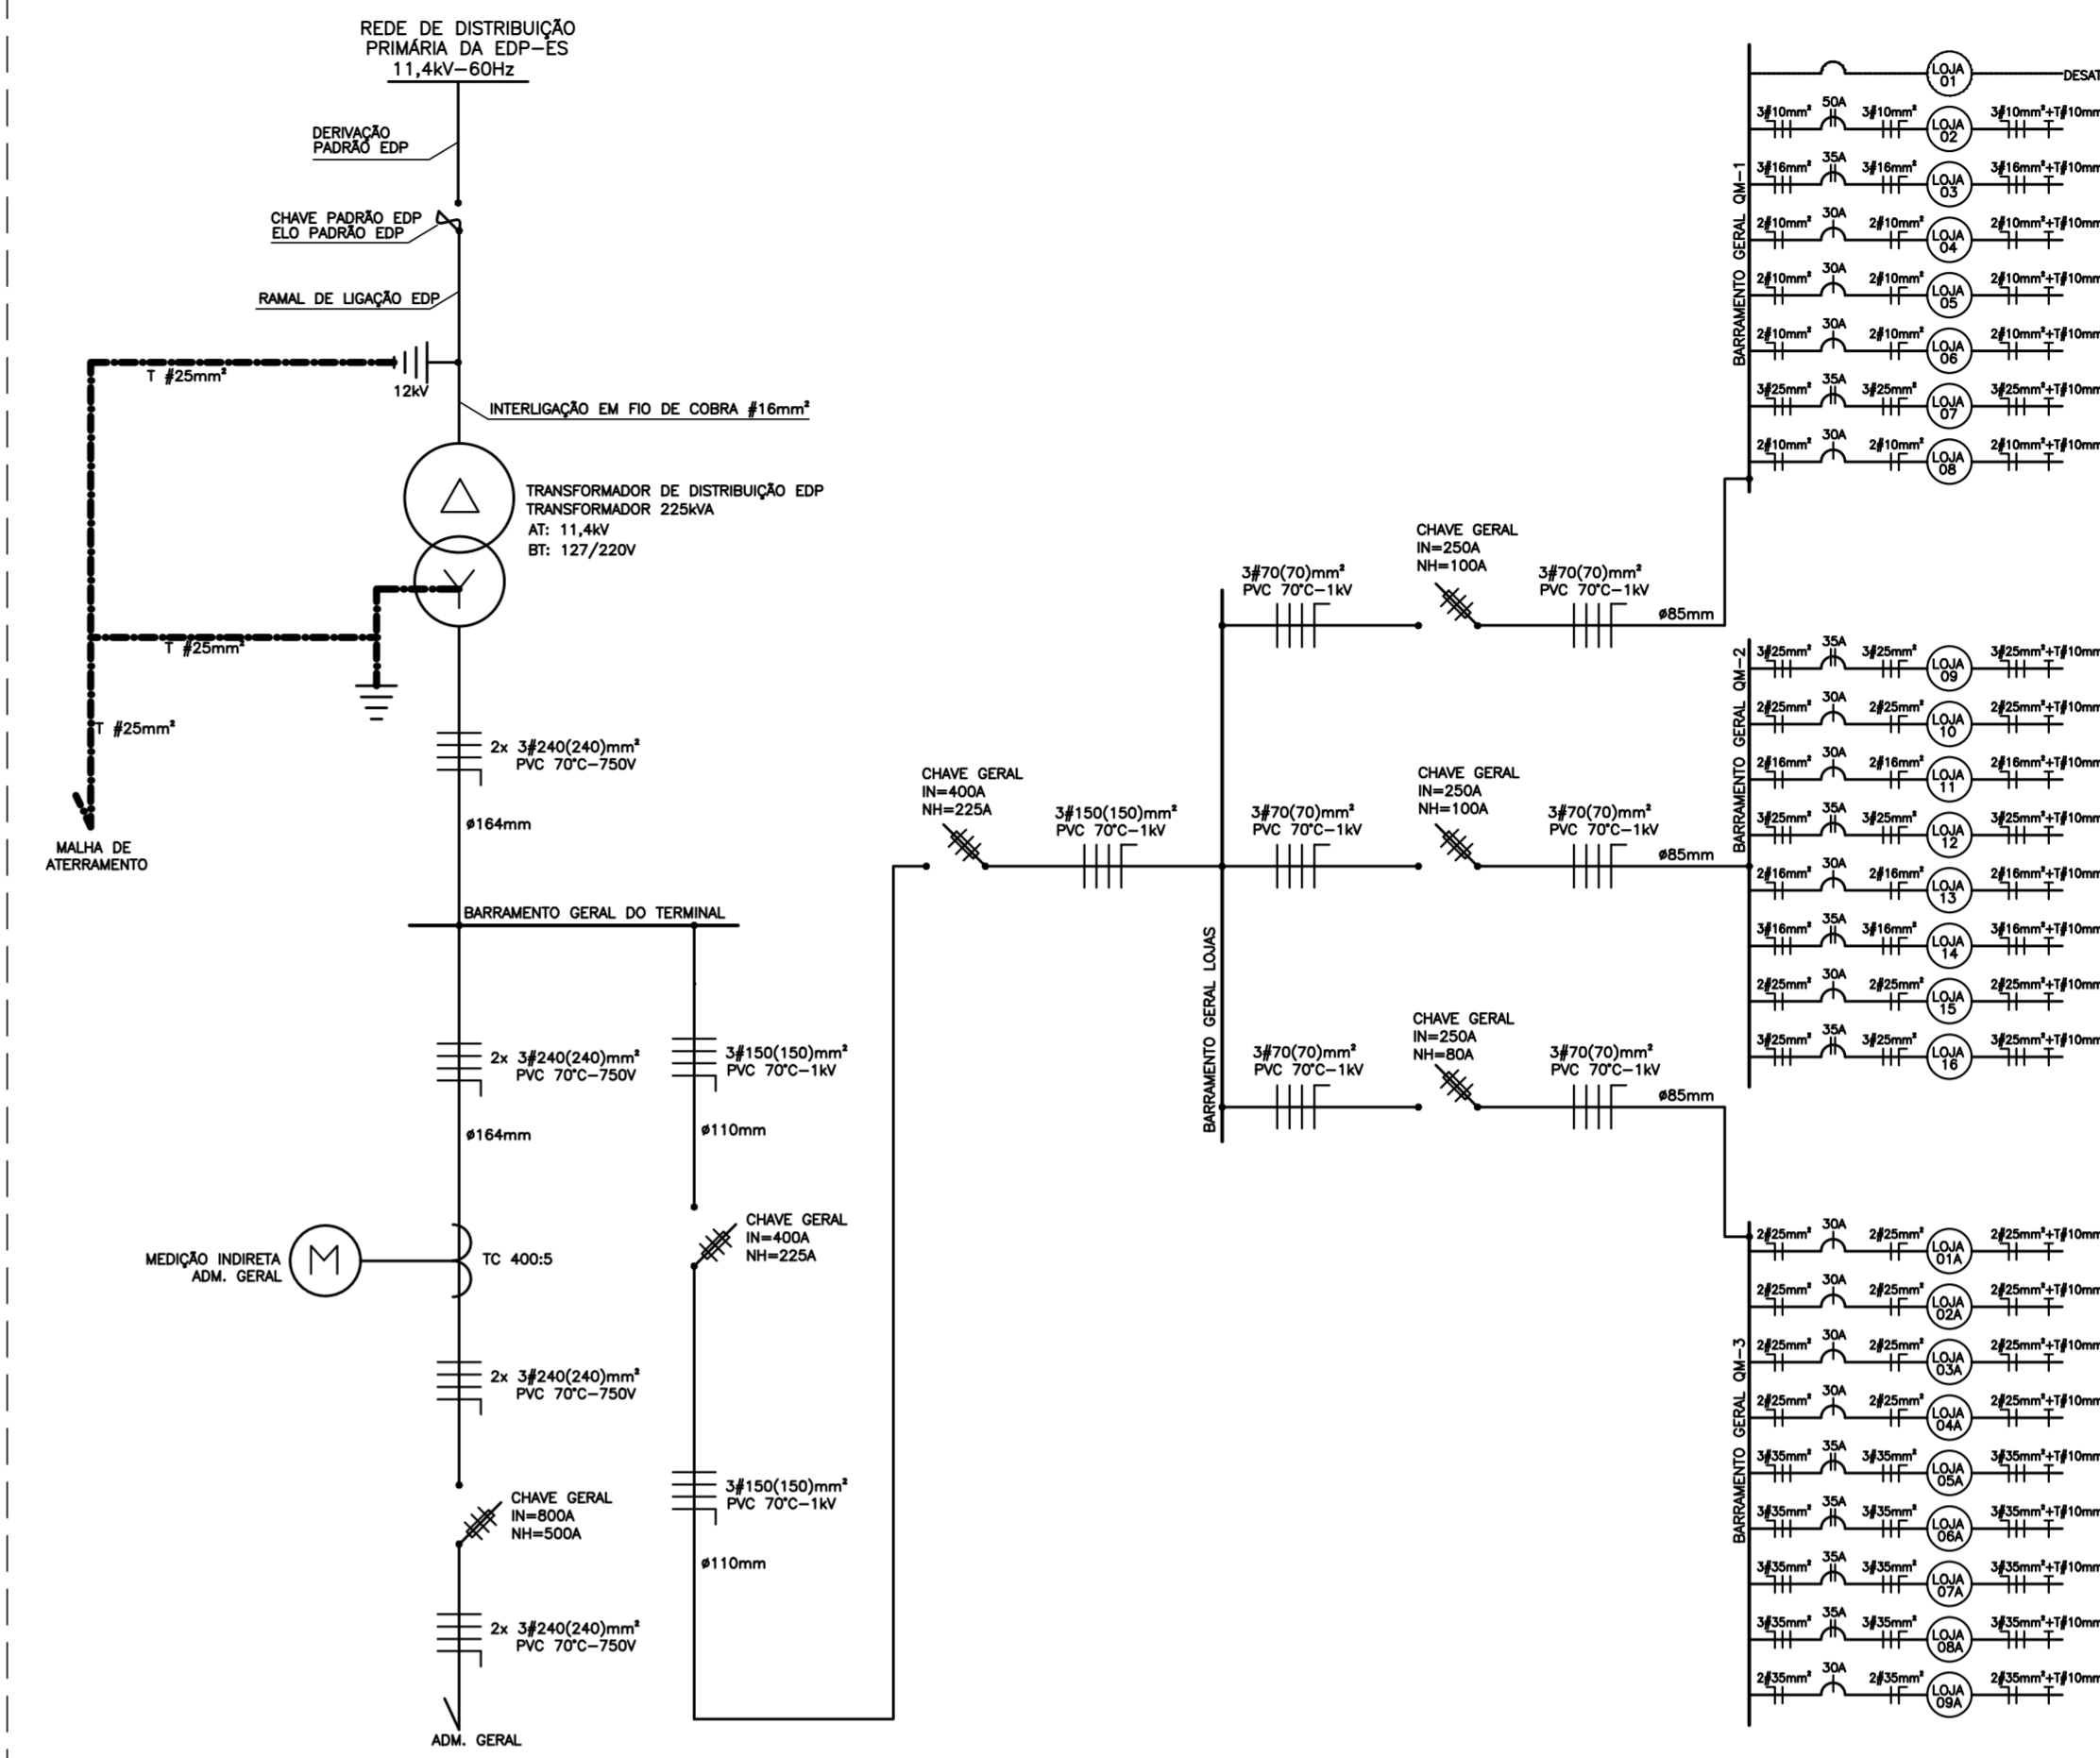 REDE DE DISTRIBUIÇÃO
PRIMÁRIA DA EDP-ES
11,4kV-60Hz
DERIVAÇÃO
PADRÃO EDP
CHAVE PADRÃO EDP
ELO PADRÃO EDP
RAMAL DE LIGAÇÃO EDP
T #25mm²
12kV
INTERLIGAÇÃO EM FIO DE COBRA #16mm²
TRANSFORMADOR DE DISTRIBUIÇÃO EDP
TRANSFORMADOR 225kVA
AT: 11,4kV
BT: 127/220V
T #25mm²
T #25mm²
MALHA DE
ATERRAMENTO
2x 3#240(240)mm²
PVC 70°C-750V
ø164mm
BARRAMENTO GERAL DO TERMINAL
2x 3#240(240)mm²
PVC 70°C-750V
ø164mm
MEDIÇÃO INDIRETA
ADM. GERAL
M
TC 400:5
2x 3#240(240)mm²
PVC 70°C-750V
CHAVE GERAL
IN=800A
NH=500A
2x 3#240(240)mm²
PVC 70°C-750V
ADM. GERAL
3#150(150)mm²
PVC 70°C-1kV
ø110mm
CHAVE GERAL
IN=400A
NH=225A
3#150(150)mm²
PVC 70°C-1kV
ø110mm
CHAVE GERAL
IN=400A
NH=225A
3#150(150)mm²
PVC 70°C-1kV
BARRAMENTO GERAL LOJAS
3#70(70)mm²
PVC 70°C-1kV
CHAVE GERAL
IN=250A
NH=100A
3#70(70)mm²
PVC 70°C-1kV
ø85mm
3#70(70)mm²
PVC 70°C-1kV
CHAVE GERAL
IN=250A
NH=100A
3#70(70)mm²
PVC 70°C-1kV
ø85mm
3#70(70)mm²
PVC 70°C-1kV
CHAVE GERAL
IN=250A
NH=80A
3#70(70)mm²
PVC 70°C-1kV
ø85mm
BARRAMENTO GERAL QM-1
LOJA 01 DESAT
3#10mm² 50A 3#10mm² LOJA 02 3#10mm²+T#10mm
3#16mm² 35A 3#16mm² LOJA 03 3#16mm²+T#10mm
2#10mm² 30A 2#10mm² LOJA 04 2#10mm²+T#10mm
2#10mm² 30A 2#10mm² LOJA 05 2#10mm²+T#10mm
2#10mm² 30A 2#10mm² LOJA 06 2#10mm²+T#10mm
3#25mm² 35A 3#25mm² LOJA 07 3#25mm²+T#10mm
2#10mm² 30A 2#10mm² LOJA 08 2#10mm²+T#10mm
BARRAMENTO GERAL QM-2
3#25mm² 35A 3#25mm² LOJA 09 3#25mm²+T#10mm
2#25mm² 30A 2#25mm² LOJA 10 2#25mm²+T#10mm
2#16mm² 30A 2#16mm² LOJA 11 2#16mm²+T#10mm
3#25mm² 35A 3#25mm² LOJA 12 3#25mm²+T#10mm
2#16mm² 30A 2#16mm² LOJA 13 2#16mm²+T#10mm
3#16mm² 35A 3#16mm² LOJA 14 3#16mm²+T#10mm
2#25mm² 30A 2#25mm² LOJA 15 2#25mm²+T#10mm
3#25mm² 35A 3#25mm² LOJA 16 3#25mm²+T#10mm
BARRAMENTO GERAL QM-3
2#25mm² 30A 2#25mm² LOJA 01A 2#25mm²+T#10mm
2#25mm² 30A 2#25mm² LOJA 02A 2#25mm²+T#10mm
2#25mm² 30A 2#25mm² LOJA 03A 2#25mm²+T#10mm
2#25mm² 30A 2#25mm² LOJA 04A 2#25mm²+T#10mm
3#35mm² 35A 3#35mm² LOJA 05A 3#35mm²+T#10mm
3#35mm² 35A 3#35mm² LOJA 06A 3#35mm²+T#10mm
3#35mm² 35A 3#35mm² LOJA 07A 3#35mm²+T#10mm
3#35mm² 35A 3#35mm² LOJA 08A 3#35mm²+T#10mm
2#35mm² 30A 2#35mm² LOJA 09A 2#35mm²+T#10mm